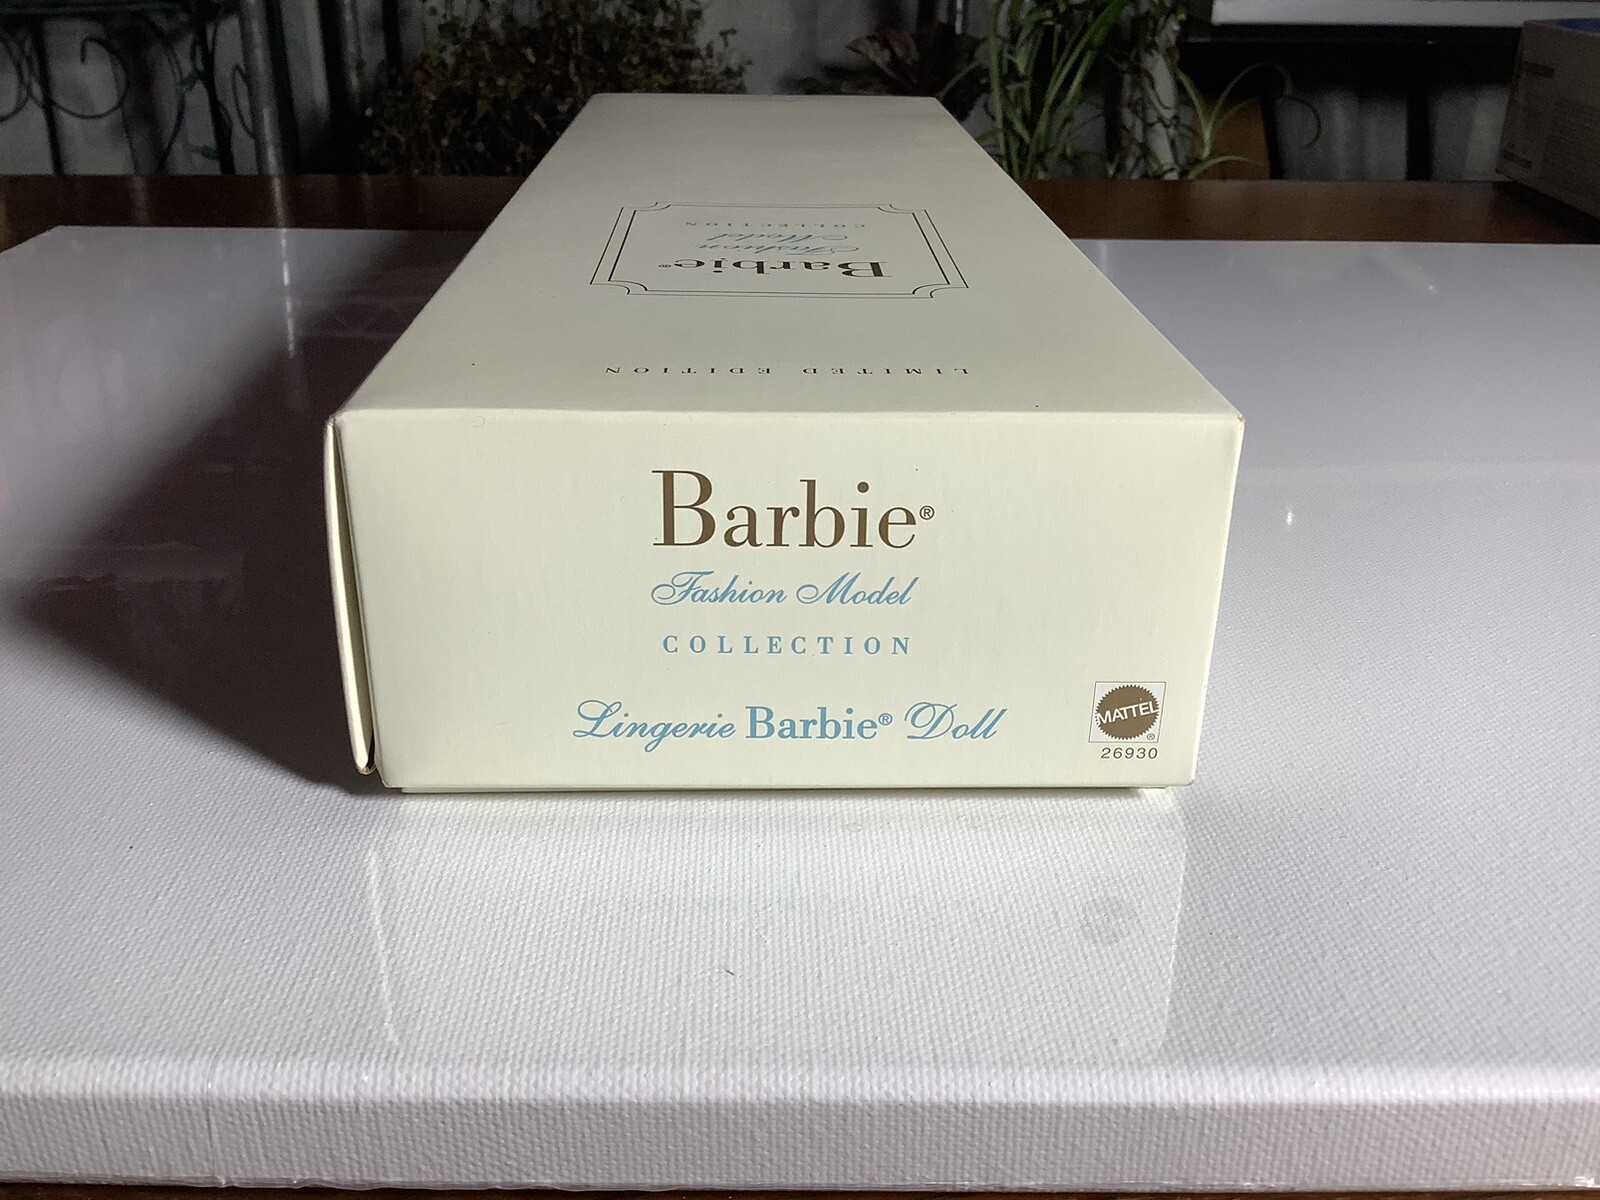 Barbie®
Fashion
Model
COLLECTION
LIMITED EDITION
Barbie®
Fashion Model
COLLECTION
Lingerie Barbie® Doll
MATTEL®
26930